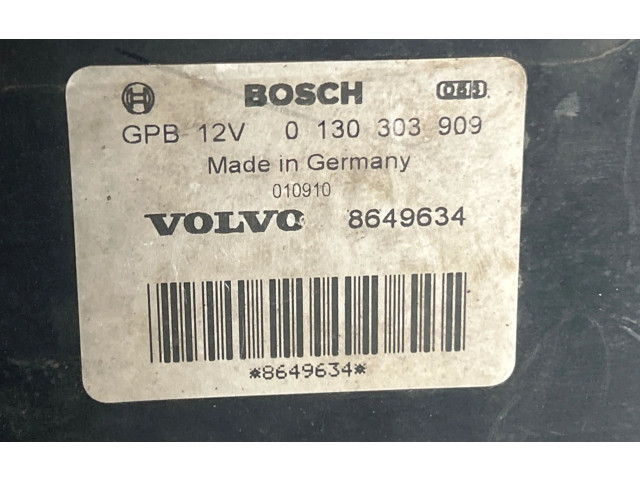 BOSCH
GPB 12V 0 130 303 909
Made in Germany
010910
VOLVO 8649634
*8649634*